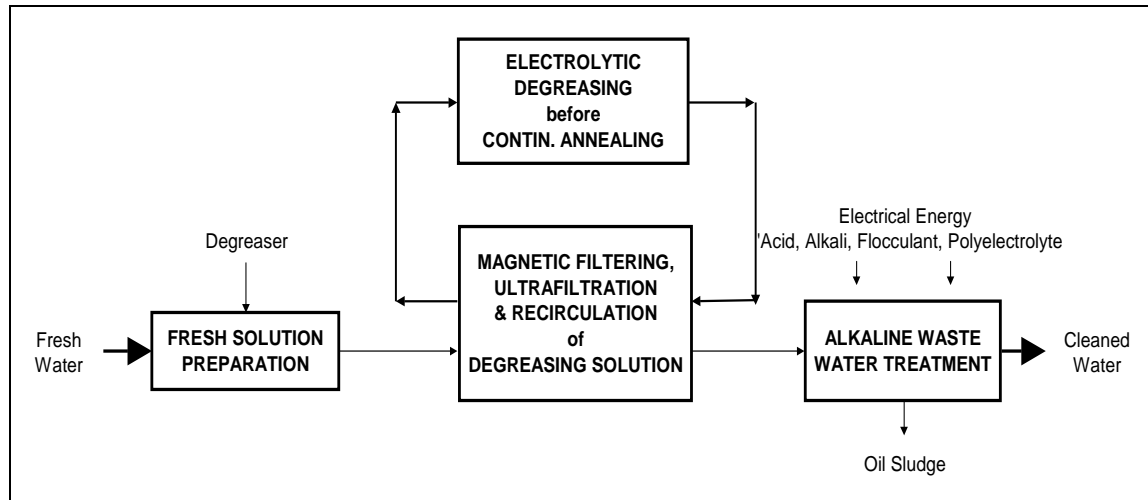 ELECTROLYTIC
DEGREASING
before
CONTIN. ANNEALING
Electrical Energy
'Acid, Alkali, Flocculant, Polyelectrolyte
Degreaser
MAGNETIC FILTERING,
ULTRAFILTRATION
& RECIRCULATION
of
DEGREASING SOLUTION
Fresh
Water
FRESH SOLUTION
PREPARATION
ALKALINE WASTE
WATER TREATMENT
Cleaned
Water
Oil Sludge